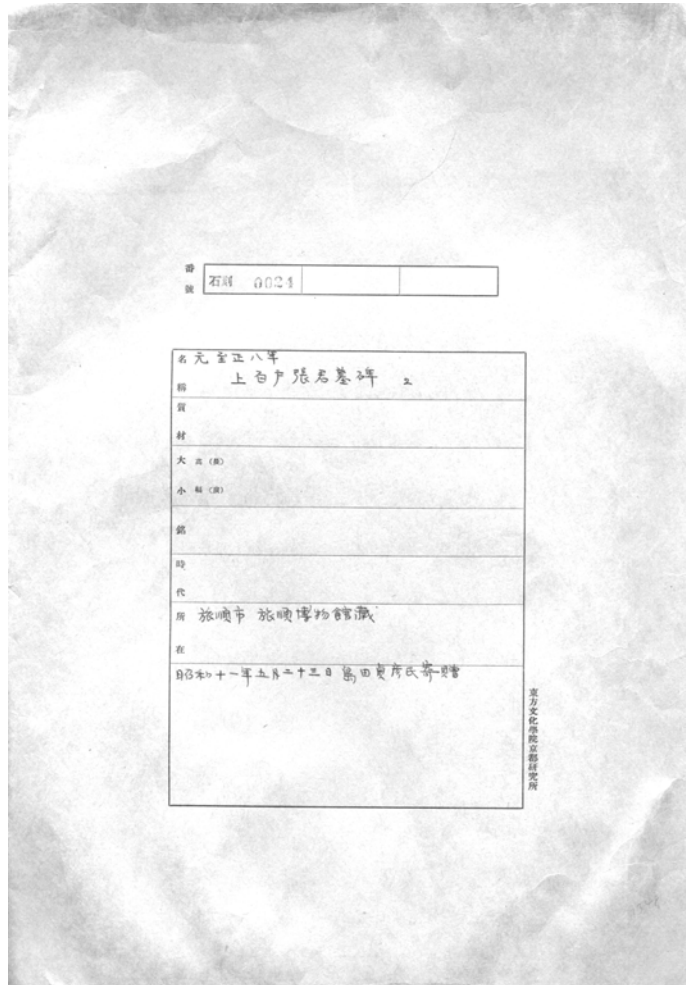 番號
石刻 0024
名稱
元至正八年
上百戶張君墓碑 2
質材
大小
高(長)
幅(廣)
銘
時代
所在
旅順市 旅順博物館藏
昭和十一年五月二十三日島田貞彦氏寄贈
東方文化學院京都研究所